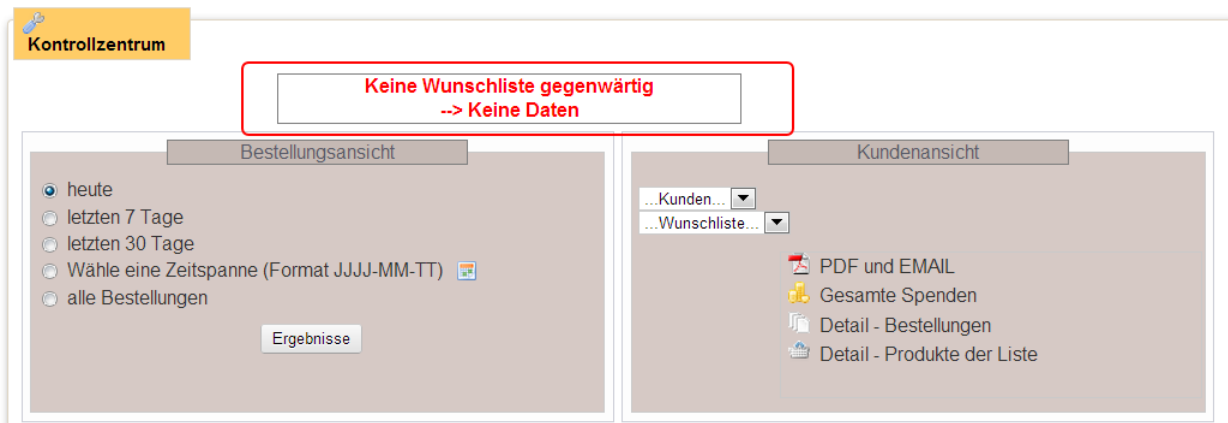 Kontrollzentrum
Keine Wunschliste gegenwärtig
--> Keine Daten
Bestellungsansicht
heute
letzten 7 Tage
letzten 30 Tage
Wähle eine Zeitspanne (Format JJJJ-MM-TT)
alle Bestellungen
Ergebnisse
Kundenansicht
...Kunden...
...Wunschliste...
PDF und EMAIL
Gesamte Spenden
Detail - Bestellungen
Detail - Produkte der Liste